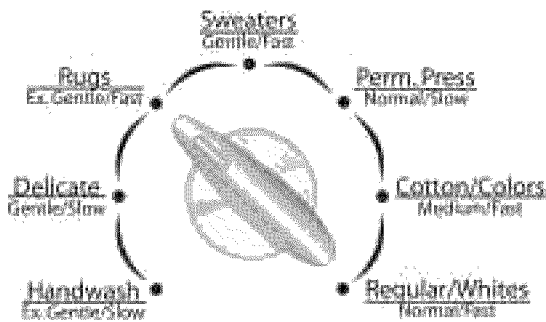 Sweaters
Gentle/Fast
Rugs
Ex. Gentle/Fast
Perm. Press
Normal/Slow
Delicate
Gentle/Slow
Cotton/Colors
Medium/Fast
Handwash
Ex. Gentle/Slow
Regular/Whites
Normal/Fast